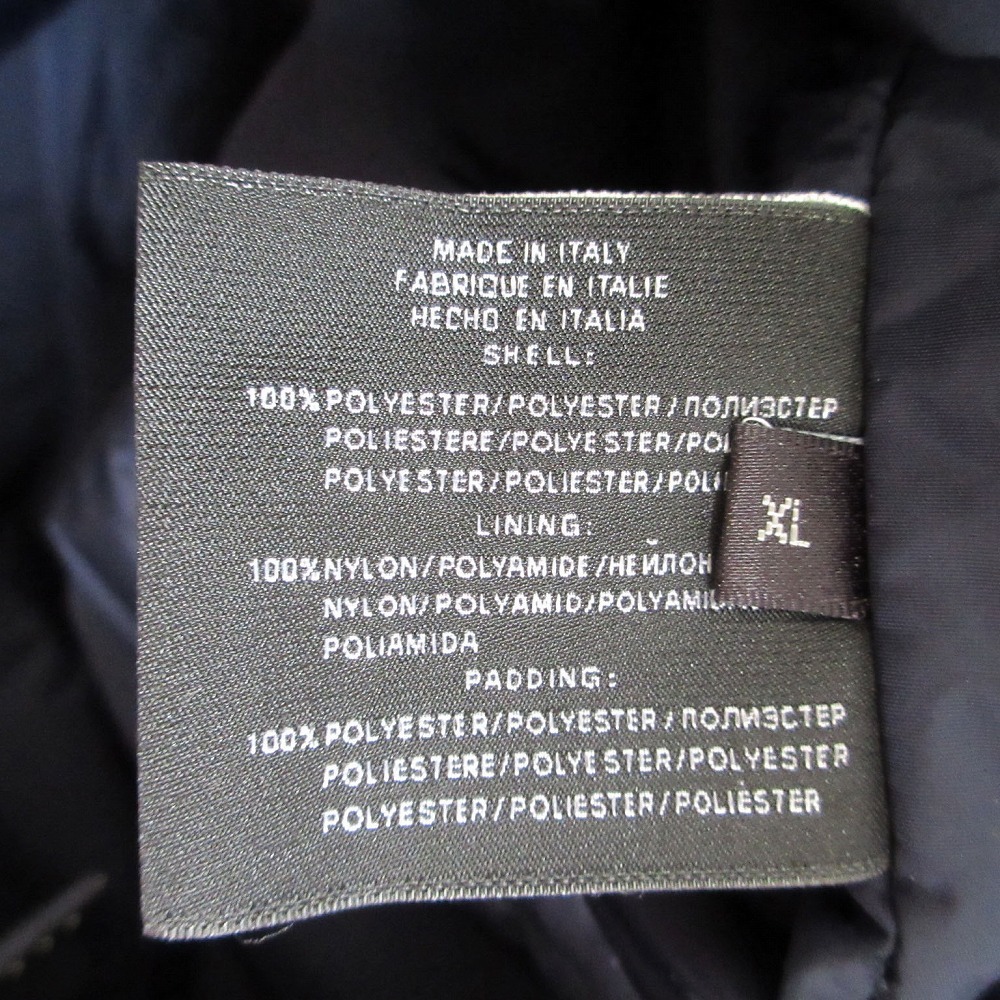 MADE IN ITALY
FABRIQUE EN ITALIE
HECHO EN ITALIA
SHELL:
100% POLYESTER/POLYESTER/ПОЛИЭСТЕР
POLIESTERE/POLYESTER/
POLYESTER/POLIESTER/
LINING:
100% NYLON/POLYAMIDE/НЕЙЛОН
NYLON/POLYAMID/
POLIAMIDA
PADDING:
100% POLYESTER/POLYESTER/ПОЛИЭСТЕР
POLIESTERE/POLYESTER/POLYESTER
POLYESTER/POLIESTER/POLIÉSTER
XL